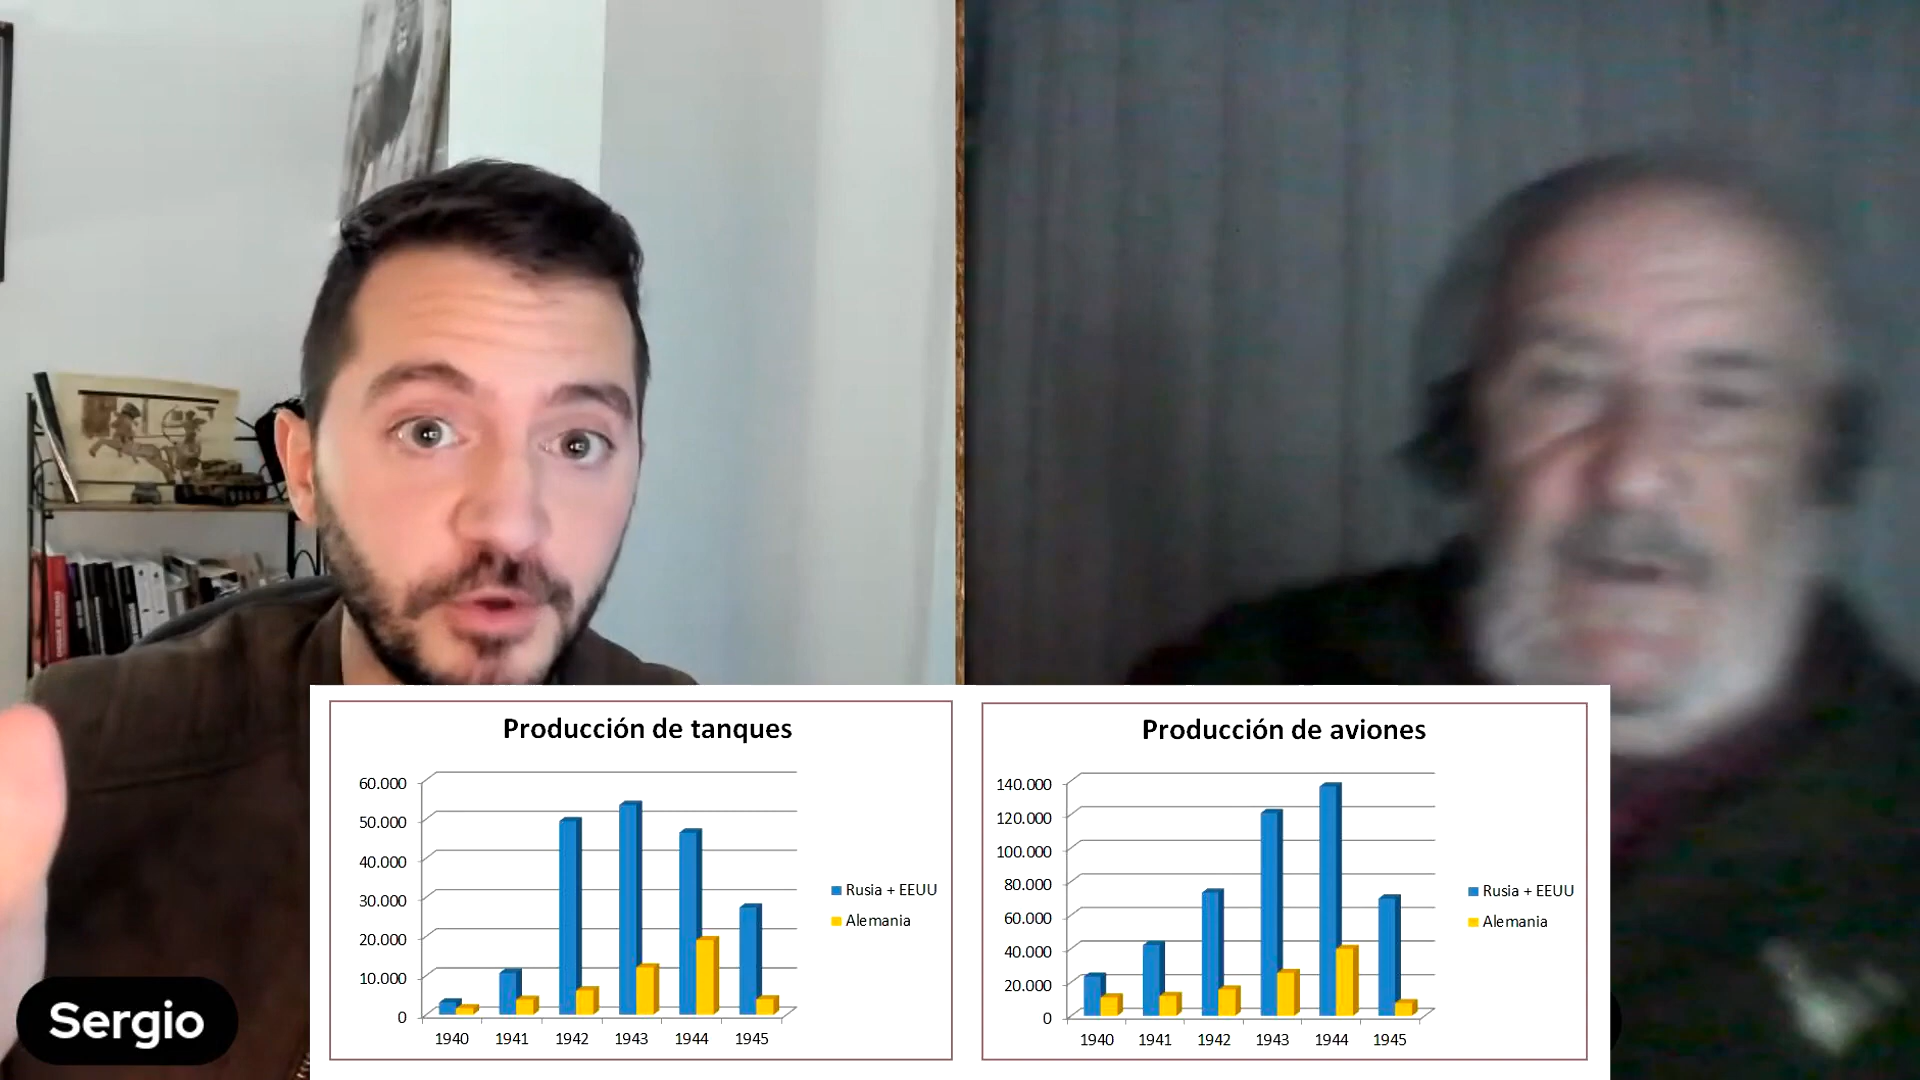 Producción de tanques
60.000
50.000
40.000
30.000
20.000
10.000
0
1940 1941 1942 1943 1944 1945
Rusia + EEUU
Alemania
Producción de aviones
140.000
120.000
100.000
80.000
60.000
40.000
20.000
0
1940 1941 1942 1943 1944 1945
Rusia + EEUU
Alemania
Sergio